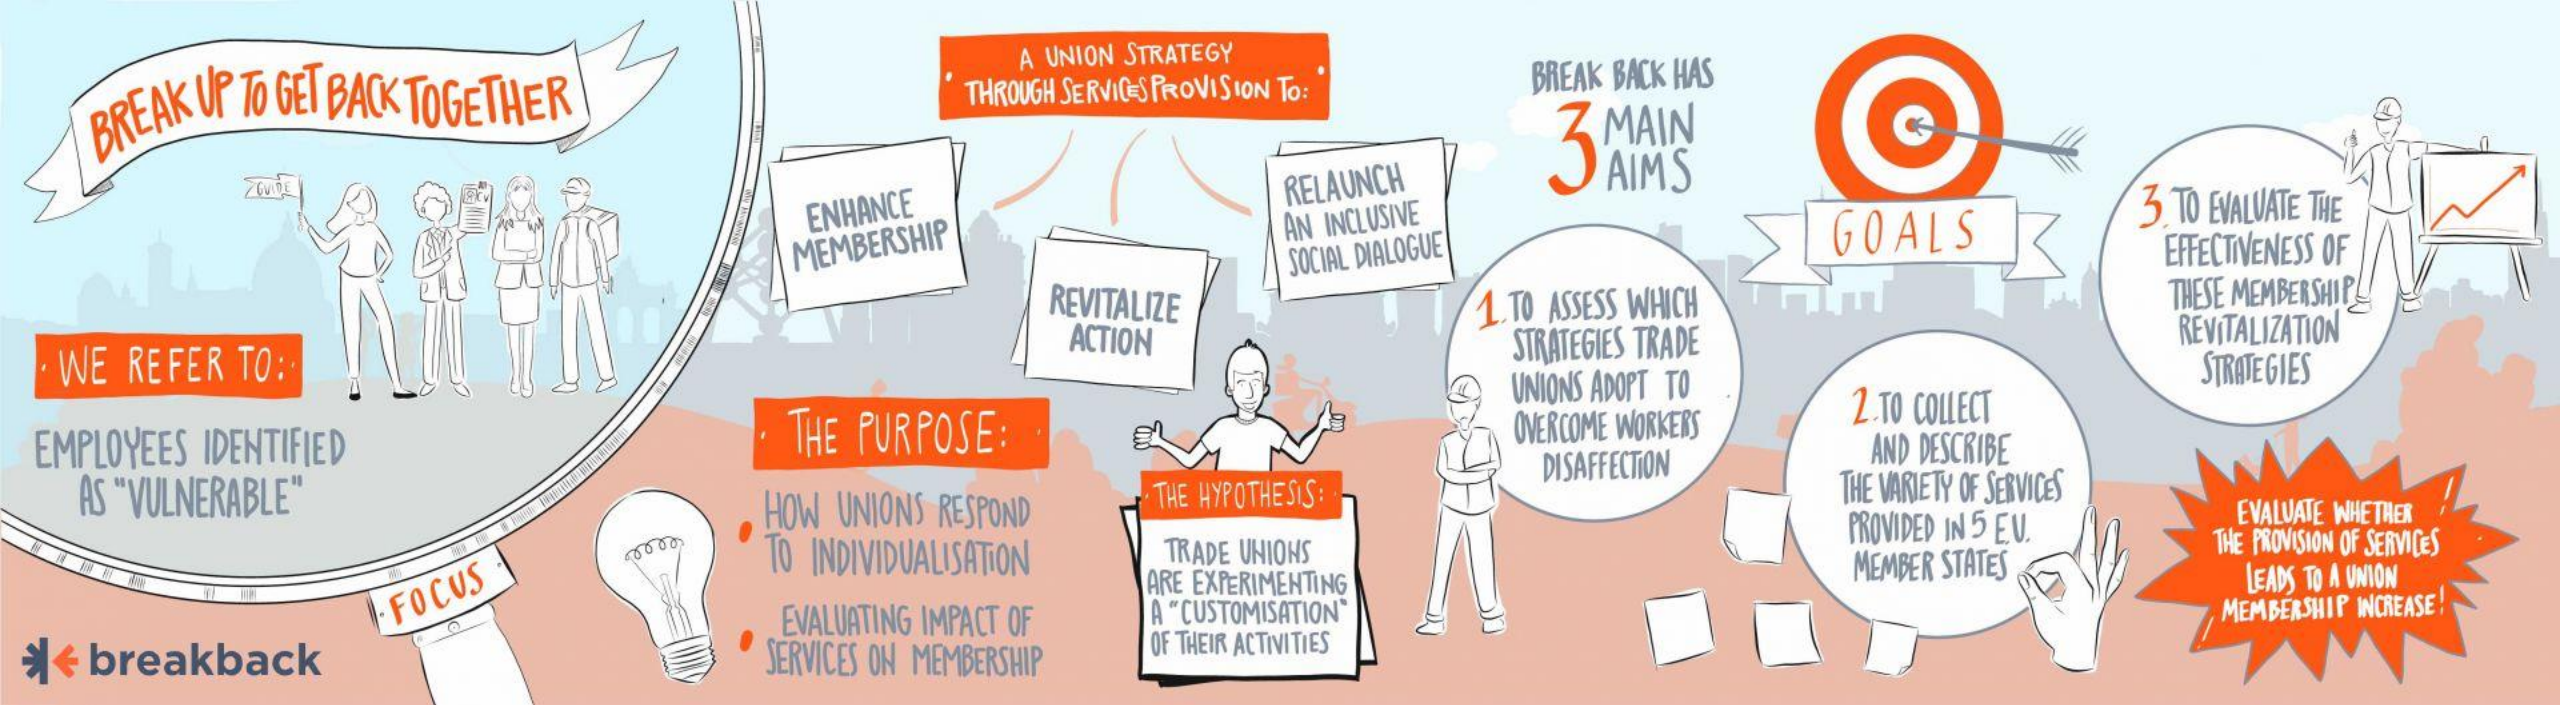 BREAK UP TO GET BACK TOGETHER
GUIDE
CV
· WE REFER TO: ·
EMPLOYEES IDENTIFIED
AS "VULNERABLE"
· FOCUS ·
breakback
A UNION STRATEGY
THROUGH SERVICES PROVISION TO:
ENHANCE
MEMBERSHIP
REVITALIZE
ACTION
RELAUNCH
AN INCLUSIVE
SOCIAL DIALOGUE
· THE PURPOSE: ·
• HOW UNIONS RESPOND
TO INDIVIDUALISATION
• EVALUATING IMPACT OF
SERVICES ON MEMBERSHIP
· THE HYPOTHESIS: ·
TRADE UNIONS
ARE EXPERIMENTING
A "CUSTOMISATION"
OF THEIR ACTIVITIES
BREAK BACK HAS
3 MAIN
AIMS
GOALS
1. TO ASSESS WHICH
STRATEGIES TRADE
UNIONS ADOPT TO
OVERCOME WORKERS
DISAFFECTION
2. TO COLLECT
AND DESCRIBE
THE VARIETY OF SERVICES
PROVIDED IN 5 E.U.
MEMBER STATES
3. TO EVALUATE THE
EFFECTIVENESS OF
THESE MEMBERSHIP
REVITALIZATION
STRATEGIES
EVALUATE WHETHER
THE PROVISION OF SERVICES
LEADS TO A UNION
MEMBERSHIP INCREASE!